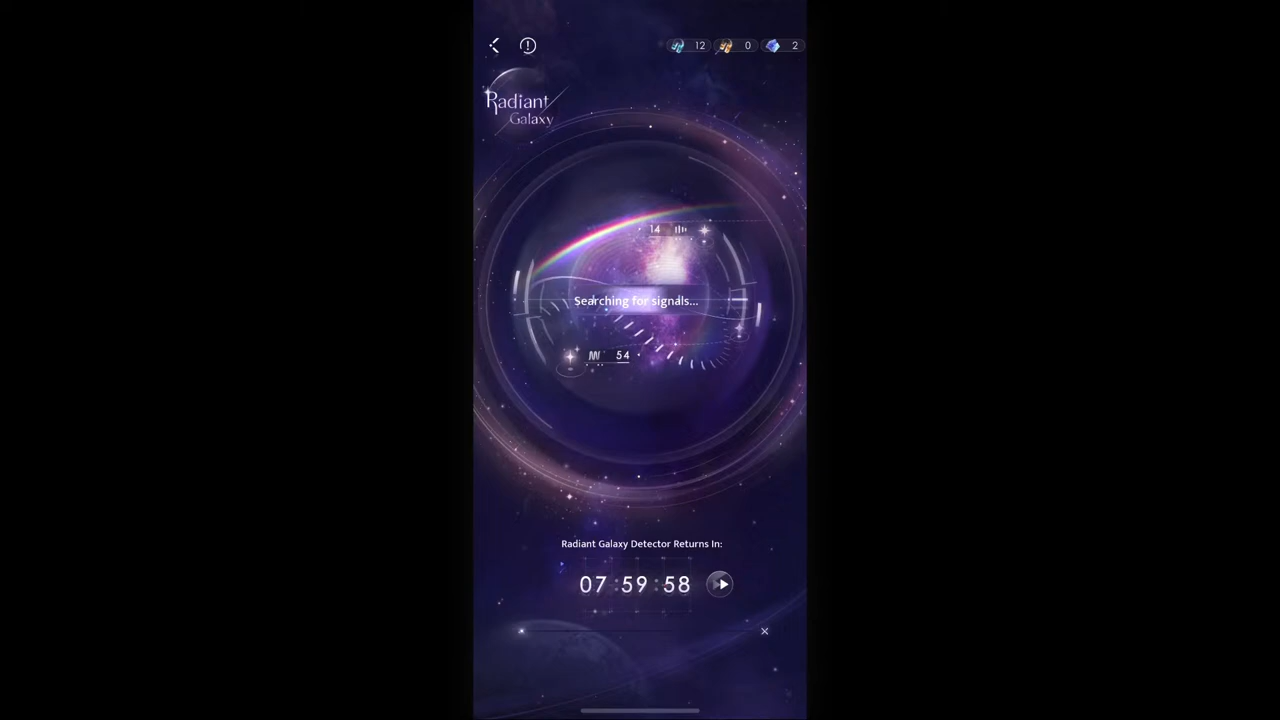 12 0 2
Radiant
Galaxy
14
Searching for signals...
54
Radiant Galaxy Detector Returns In:
07:59:58